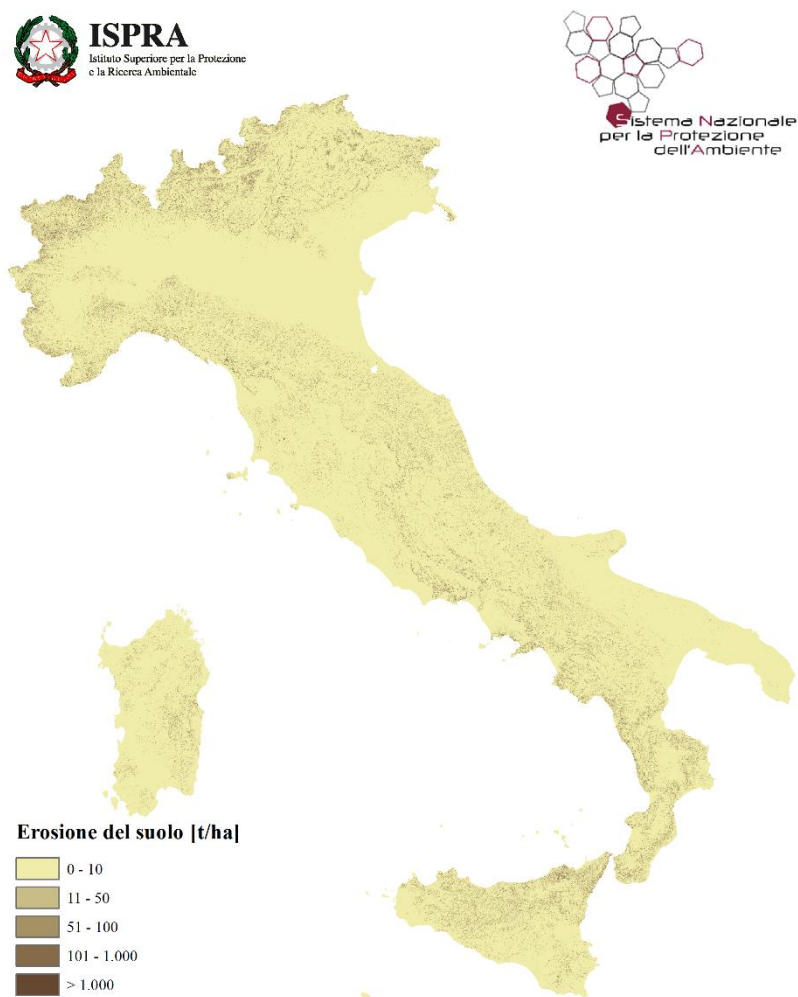 ISPRA
Istituto Superiore per la Protezione
e la Ricerca Ambientale
Sistema Nazionale
per la Protezione
dell'Ambiente
Erosione del suolo [t/ha]
0 - 10
11 - 50
51 - 100
101 - 1.000
> 1.000